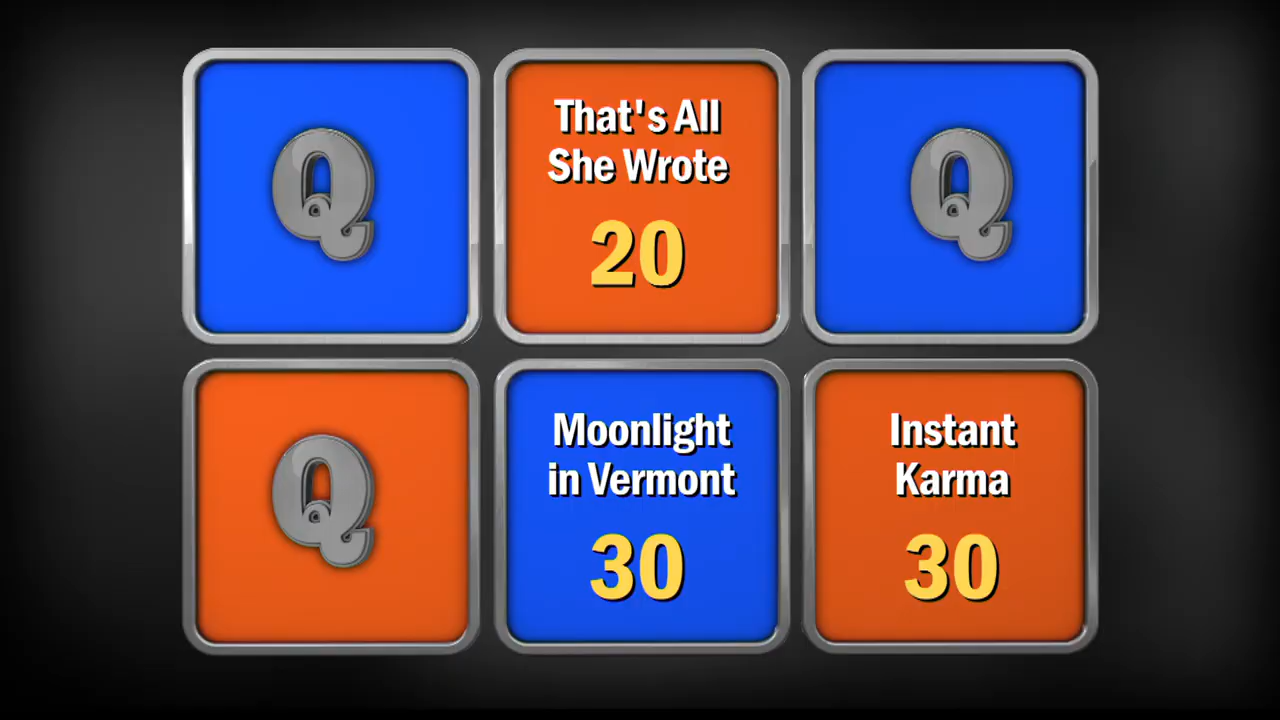 Q
That's All
She Wrote
20
Q
Q
Moonlight
in Vermont
30
Instant
Karma
30